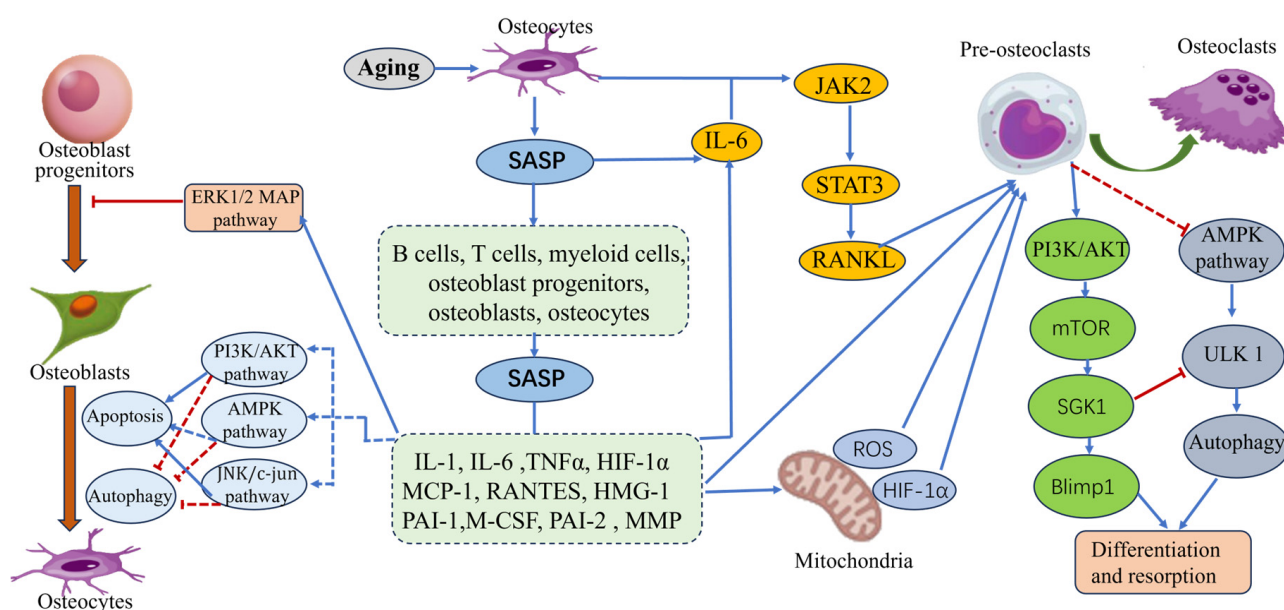 Osteocytes
Aging
Pre-osteoclasts
Osteoclasts
JAK2
IL-6
SASP
STAT3
RANKL
Osteoblast
progenitors
ERK1/2 MAP
pathway
B cells, T cells, myeloid cells,
osteoblast progenitors,
osteoblasts, osteocytes
SASP
Osteoblasts
PI3K/AKT
pathway
Apoptosis
AMPK
pathway
JNK/c-jun
pathway
Autophagy
Osteocytes
IL-1, IL-6 ,TNFα, HIF-1α
MCP-1, RANTES, HMG-1
PAI-1,M-CSF, PAI-2 , MMP
ROS
HIF-1α
Mitochondria
PI3K/AKT
mTOR
SGK1
Blimp1
AMPK
pathway
ULK 1
Autophagy
Differentiation
and resorption